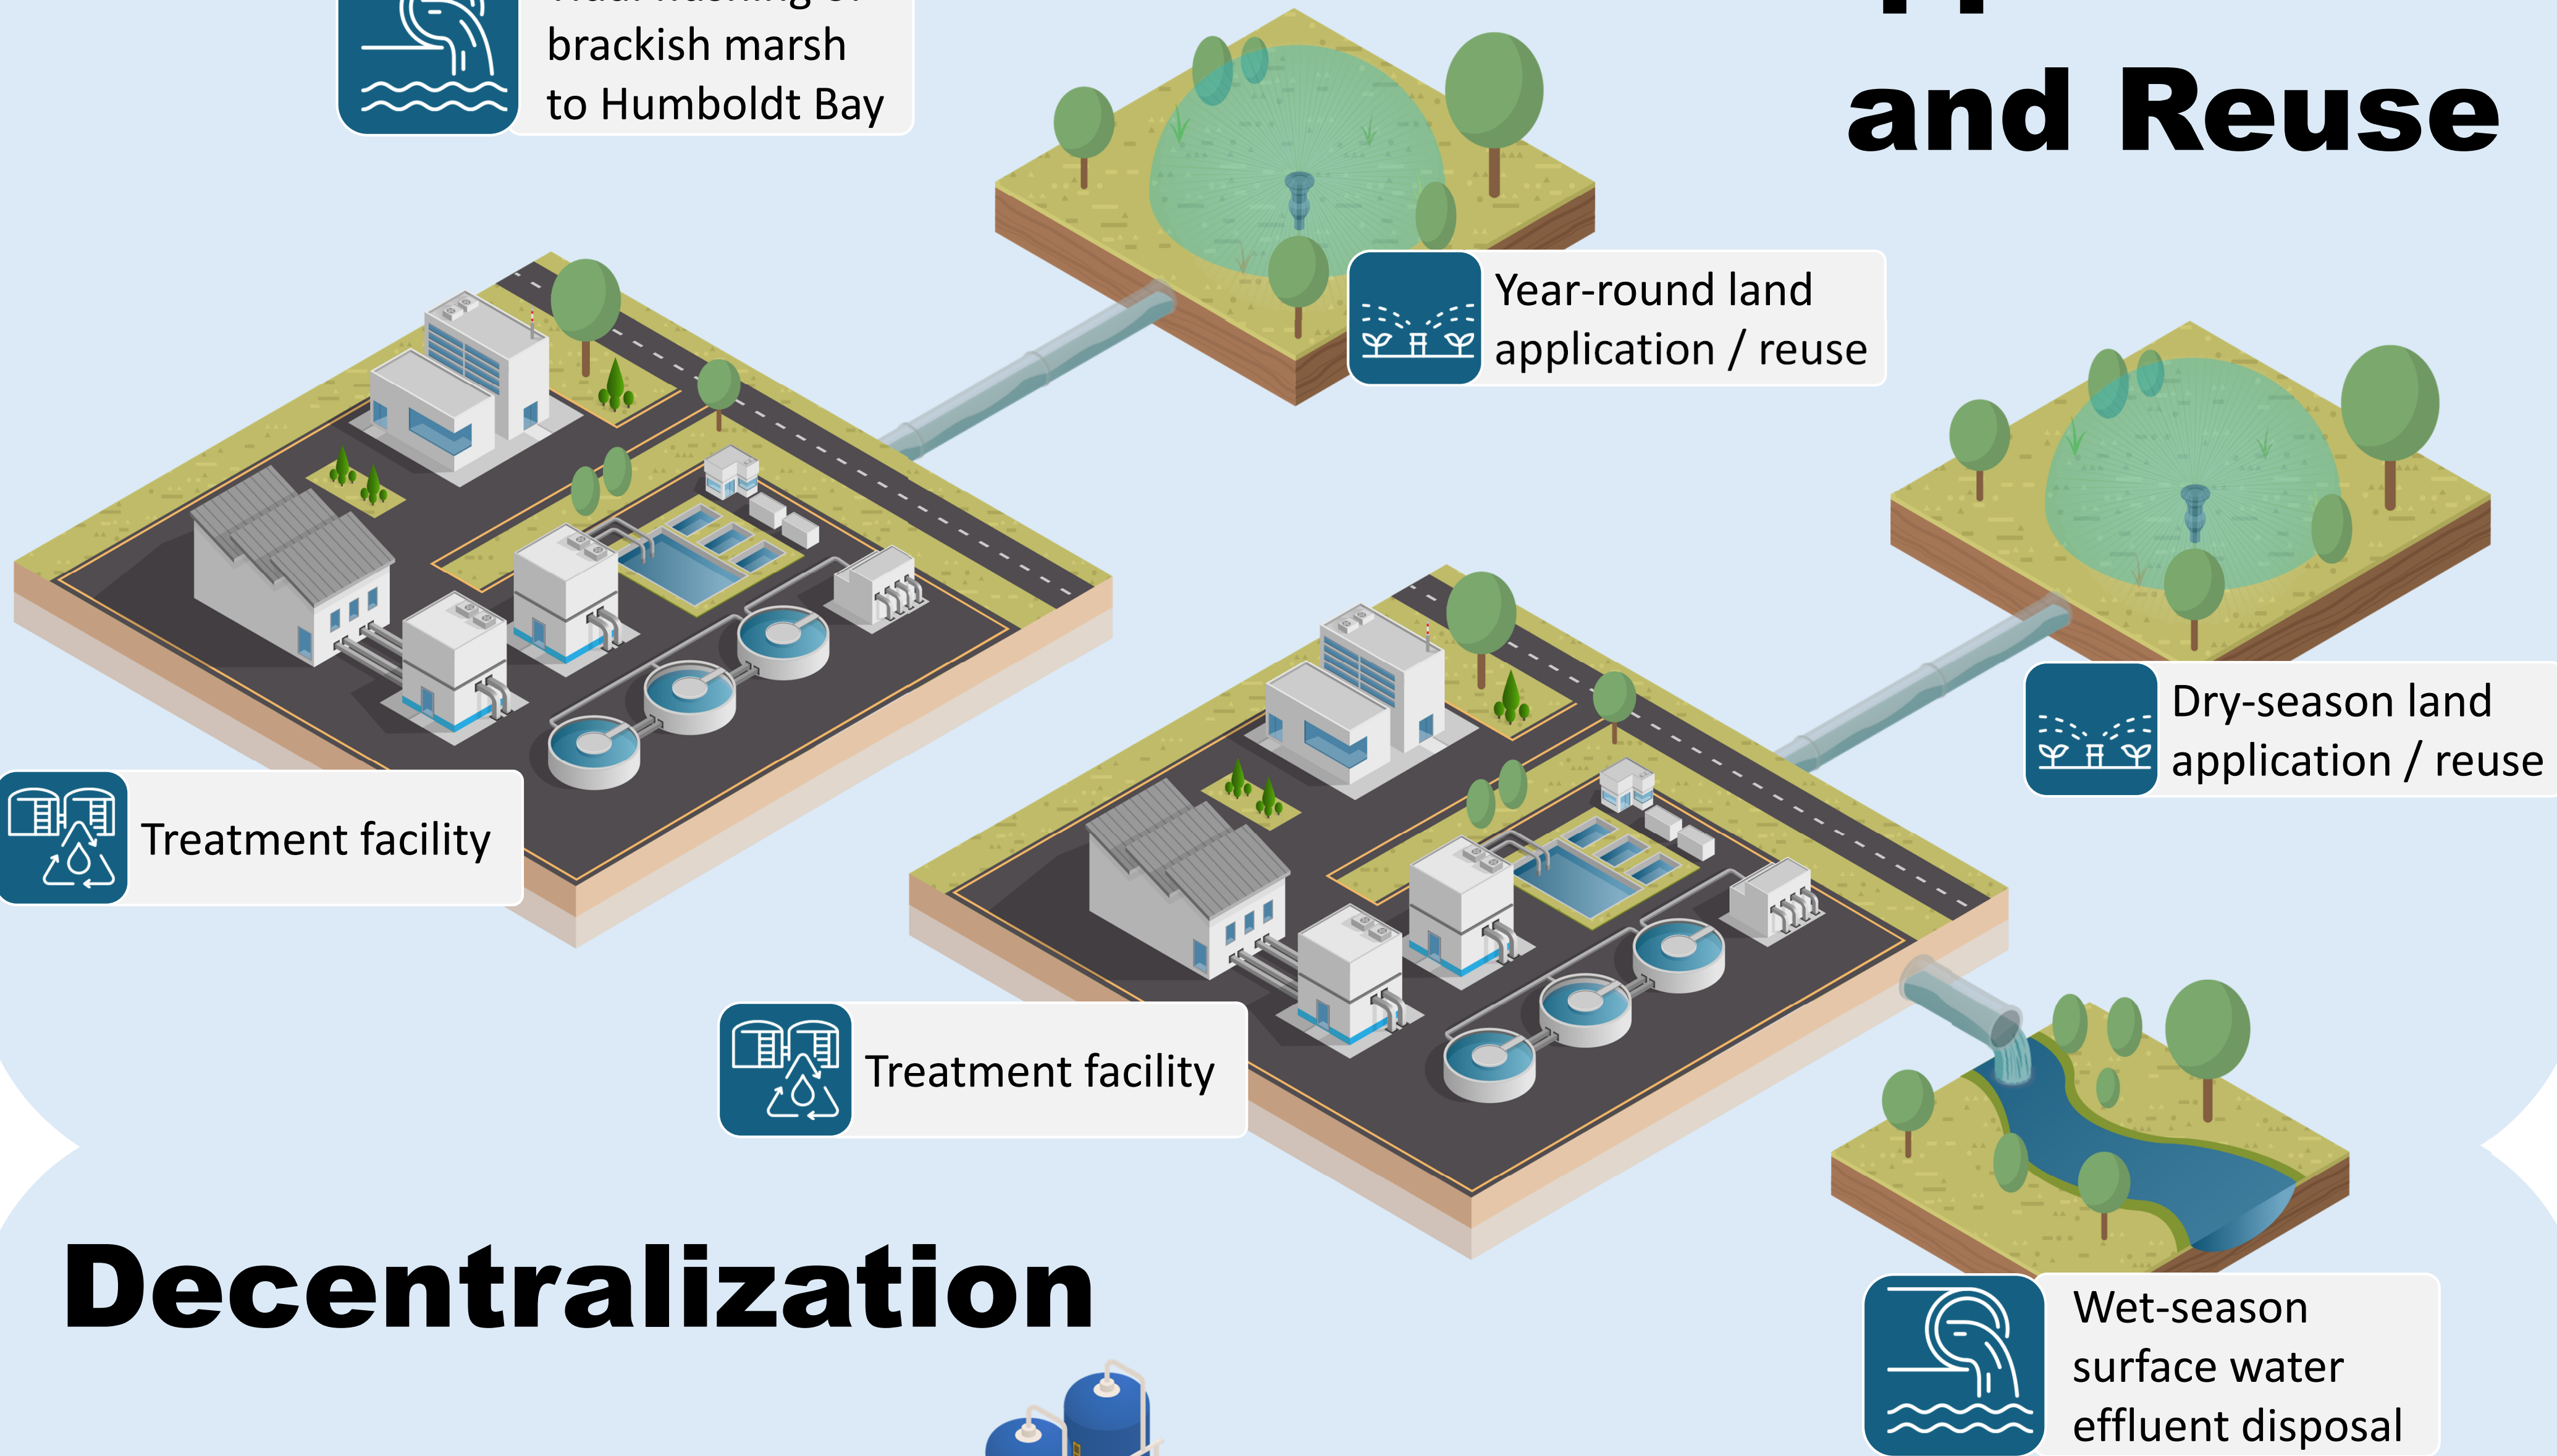 brackish marsh
to Humboldt Bay
and Reuse
Year-round land
application / reuse
Dry-season land
application / reuse
Treatment facility
Treatment facility
Decentralization
Wet-season
surface water
effluent disposal